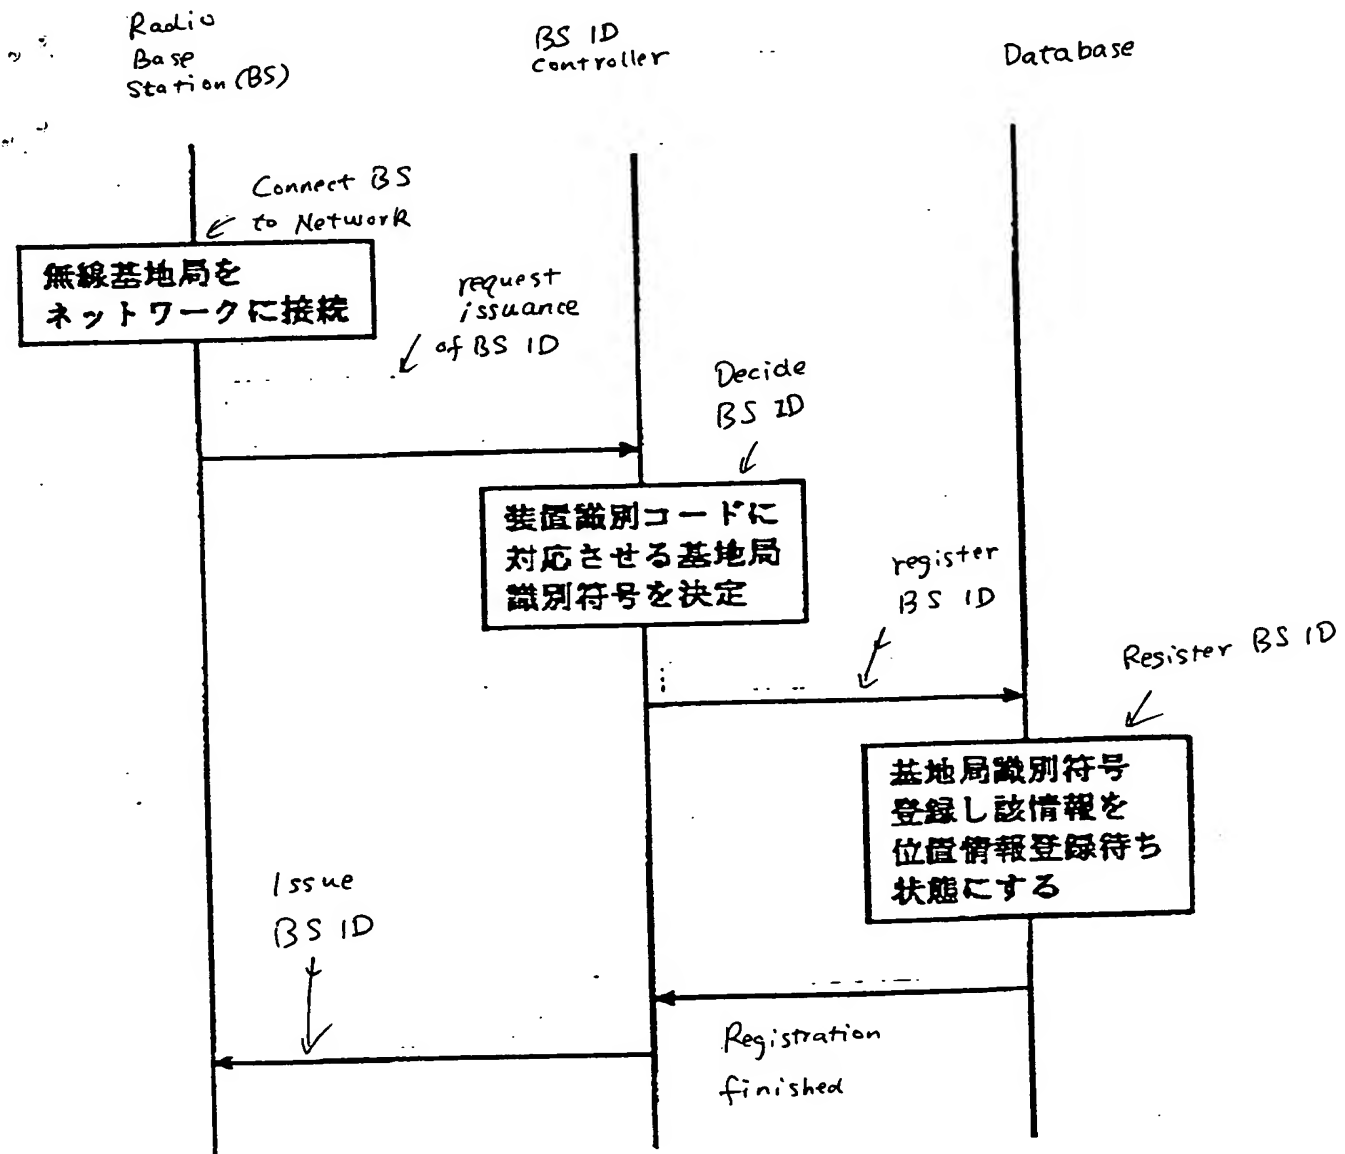 Radio
Base
Station (BS)
BS ID
Controller
Database
Connect BS
to Network
無線基地局を
ネットワークに接続
request
issuance
of BS ID
Decide
BS ID
装置識別コードに
対応させる基地局
識別符号を決定
register
BS ID
Register BS ID
基地局識別符号
登録し該情報を
位置情報登録待ち
状態にする
Issue
BS ID
Registration
finished